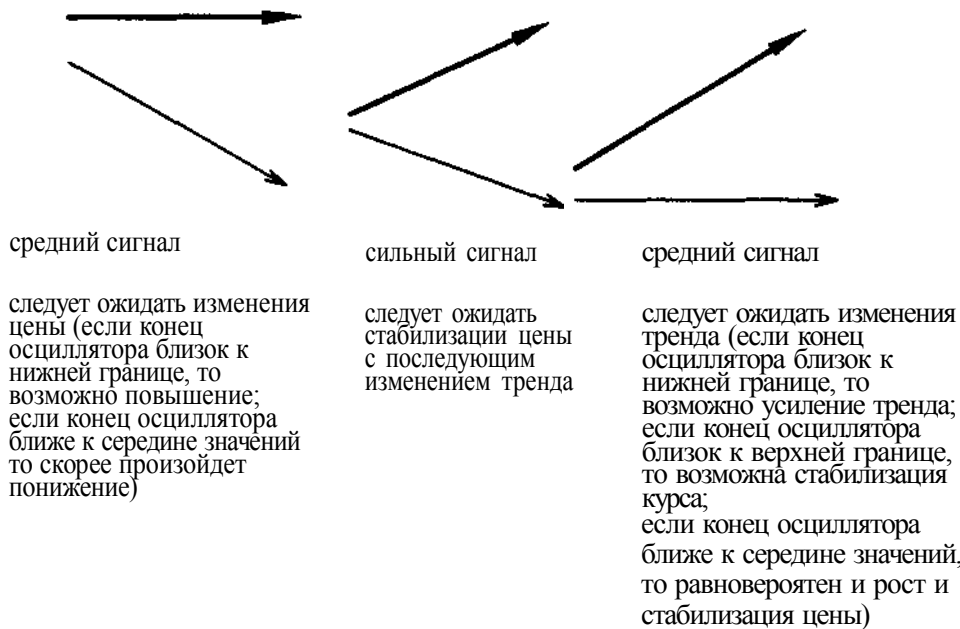 средний сигнал
следует ожидать изменения
цены (если конец
осциллятора близок к
нижней границе, то
возможно повышение;
если конец осциллятора
ближе к середине значений
то скорее произойдет
понижение)
сильный сигнал
следует ожидать
стабилизации цены
с последующим
изменением тренда
средний сигнал
следует ожидать изменения
тренда (если конец
осциллятора близок к
нижней границе, то
возможно усиление тренда;
если конец осциллятора
близок к верхней границе,
то возможна стабилизация
курса;
если конец осциллятора
ближе к середине значений,
то равновероятен и рост и
стабилизация цены)